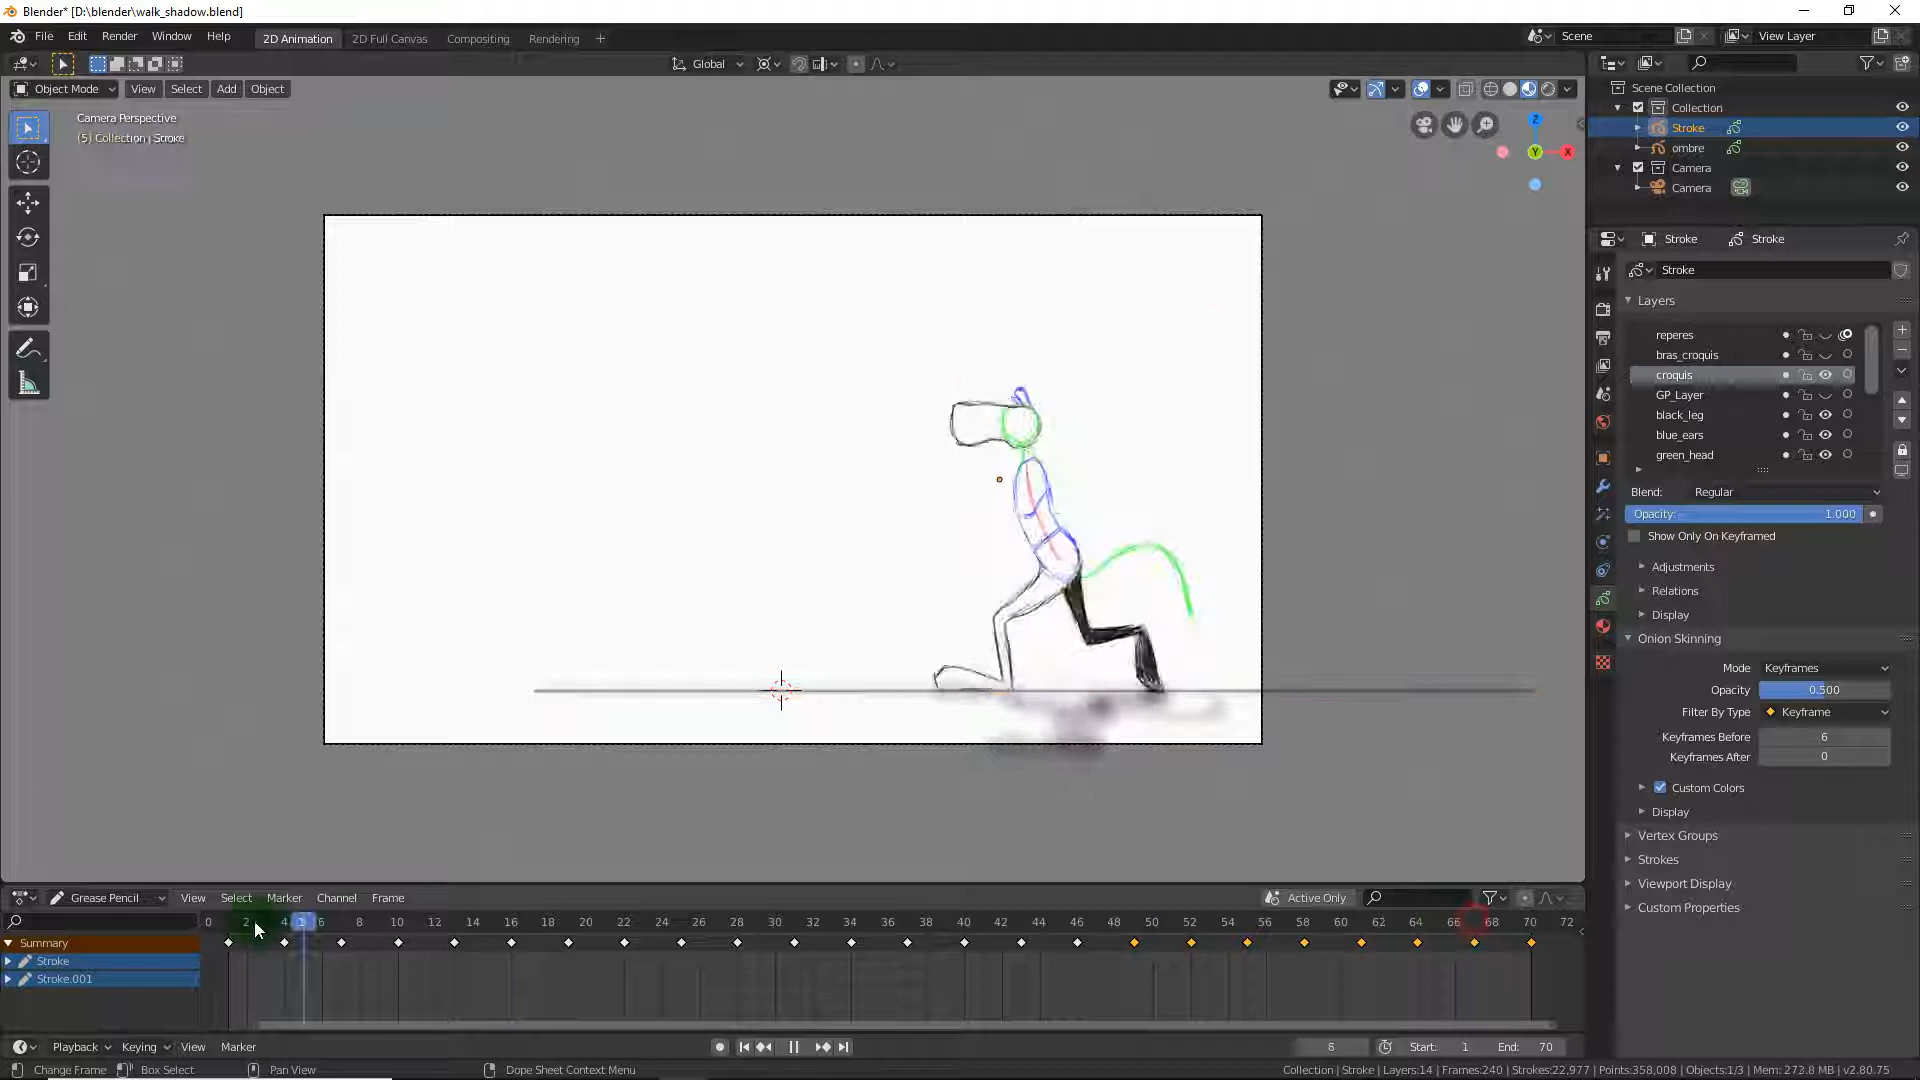 Blender* [D:\blender\walk_shadow.blend]
File Edit Render Window Help 2D Animation 2D Full Canvas Compositing Rendering + Scene View Layer
Global
Object Mode View Select Add Object
Camera Perspective
(5) Collection | Stroke
Z
Y X
Scene Collection
Collection
Stroke
ombre
Camera
Camera
Stroke Stroke
Stroke
Layers
reperes
bras_croquis
croquis
GP_Layer
black_leg
blue_ears
green_head
Blend: Regular
Opacity: 1.000
Show Only On Keyframed
Adjustments
Relations
Display
Onion Skinning
Mode Keyframes
Opacity 0.500
Filter By Type Keyframe
Keyframes Before 6
Keyframes After 0
Custom Colors
Display
Vertex Groups
Strokes
Viewport Display
Custom Properties
Grease Pencil View Select Marker Channel Frame Active Only
0 2 4 5 6 8 10 12 14 16 18 20 22 24 26 28 30 32 34 36 38 40 42 44 46 48 50 52 54 56 58 60 62 64 66 68 70 72
Summary
Stroke
Stroke.001
Playback Keying View Marker 6 Start: 1 End: 70
Change Frame Box Select Pan View Dope Sheet Context Menu Collection | Stroke | Layers:14 | Frames:240 | Strokes:22,977 | Points:358,008 | Objects:1/3 | Mem: 273.8 MB | v2.80.75